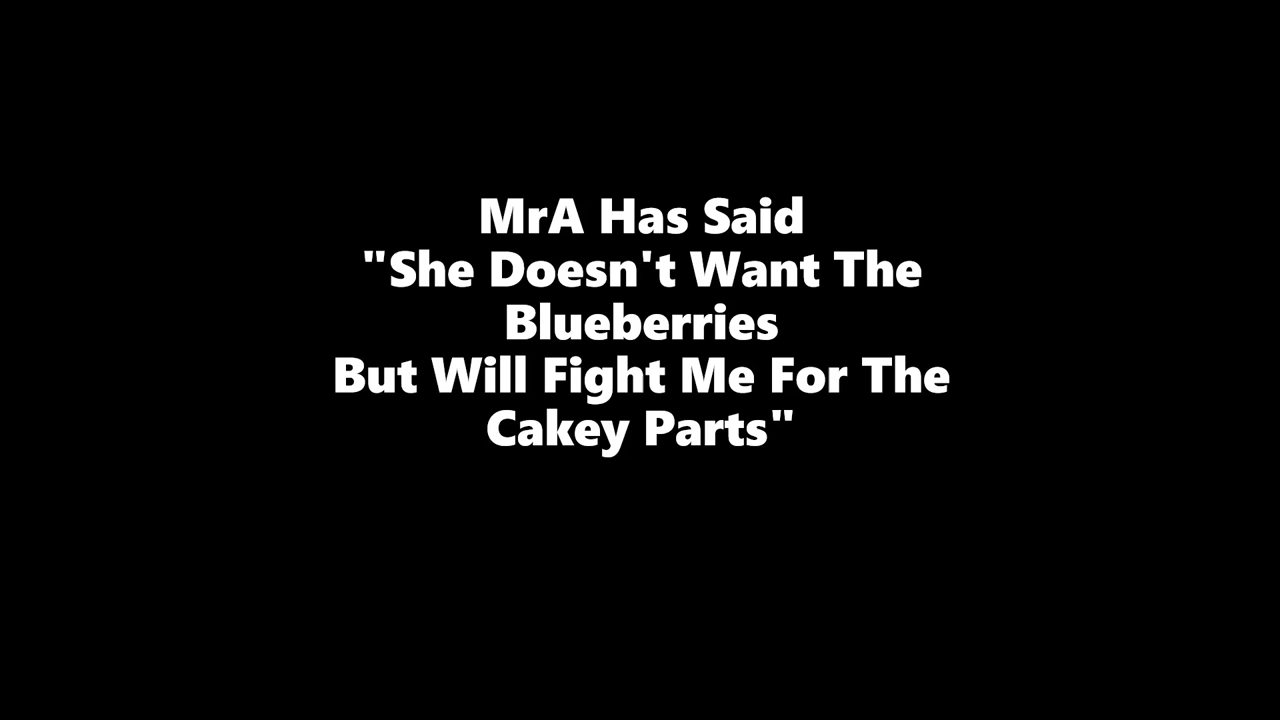 MrA Has Said
"She Doesn't Want The
Blueberries
But Will Fight Me For The
Cakey Parts"